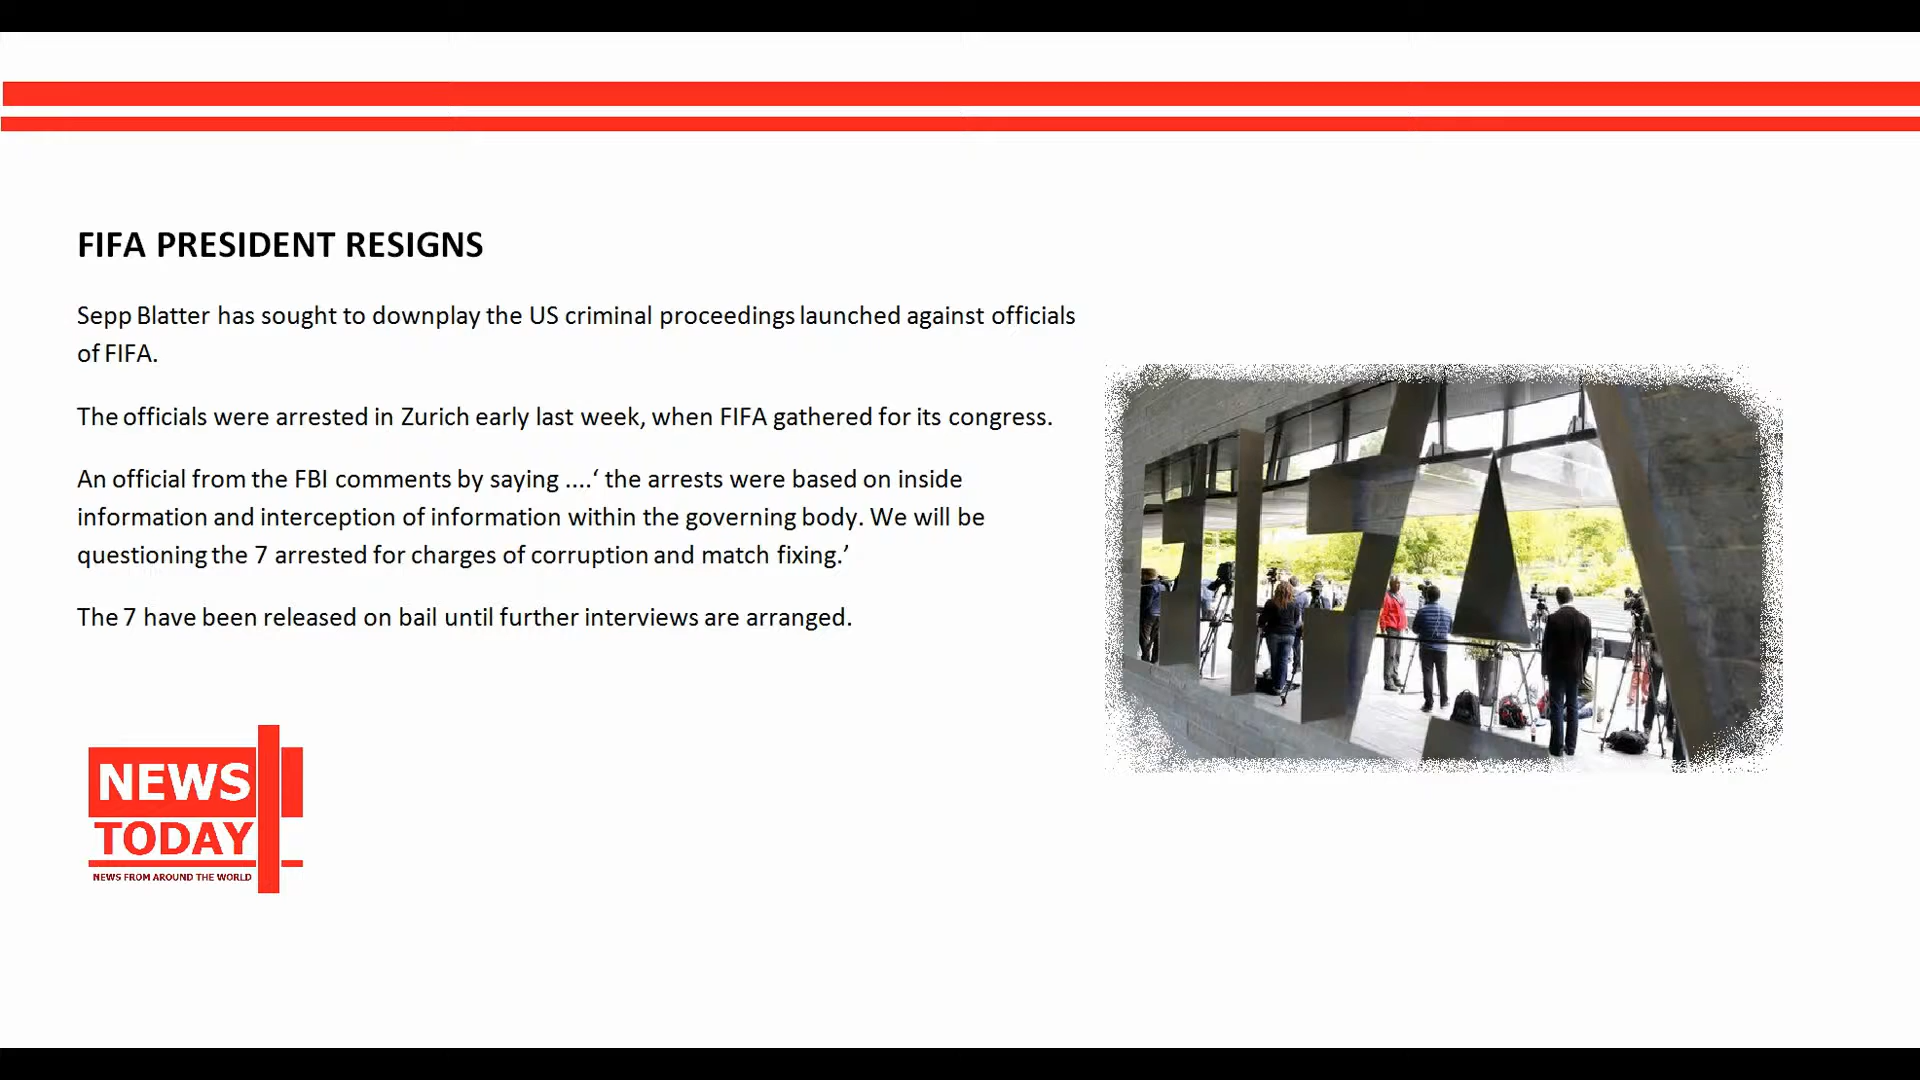 FIFA PRESIDENT RESIGNS
Sepp Blatter has sought to downplay the US criminal proceedings launched against officials
of FIFA.
The officials were arrested in Zurich early last week, when FIFA gathered for its congress.
An official from the FBI comments by saying ....‘ the arrests were based on inside
information and interception of information within the governing body. We will be
questioning the 7 arrested for charges of corruption and match fixing.’
The 7 have been released on bail until further interviews are arranged.
FIFA
NEWS
TODAY
NEWS FROM AROUND THE WORLD